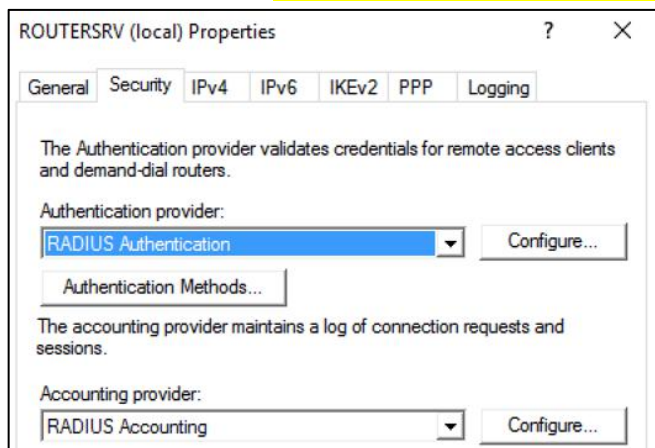 ROUTERSRV (local) Properties ? X
General Security IPv4 IPv6 IKEv2 PPP Logging
The Authentication provider validates credentials for remote access clients
and demand-dial routers.
Authentication provider:
RADIUS Authentication Configure...
Authentication Methods...
The accounting provider maintains a log of connection requests and
sessions.
Accounting provider:
RADIUS Accounting Configure...